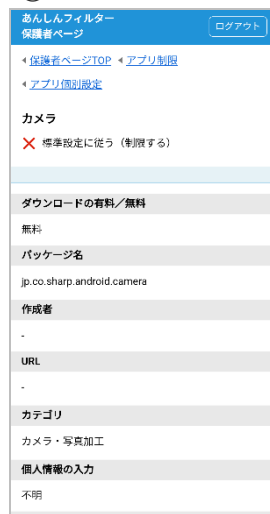 あんしんフィルター
保護者ページ
ログアウト
保護者ページTOP アプリ制限
アプリ個別設定
カメラ
標準設定に従う（制限する）
ダウンロードの有料／無料
無料
パッケージ名
jp.co.sharp.android.camera
作成者
-
URL
-
カテゴリ
カメラ・写真加工
個人情報の入力
不明